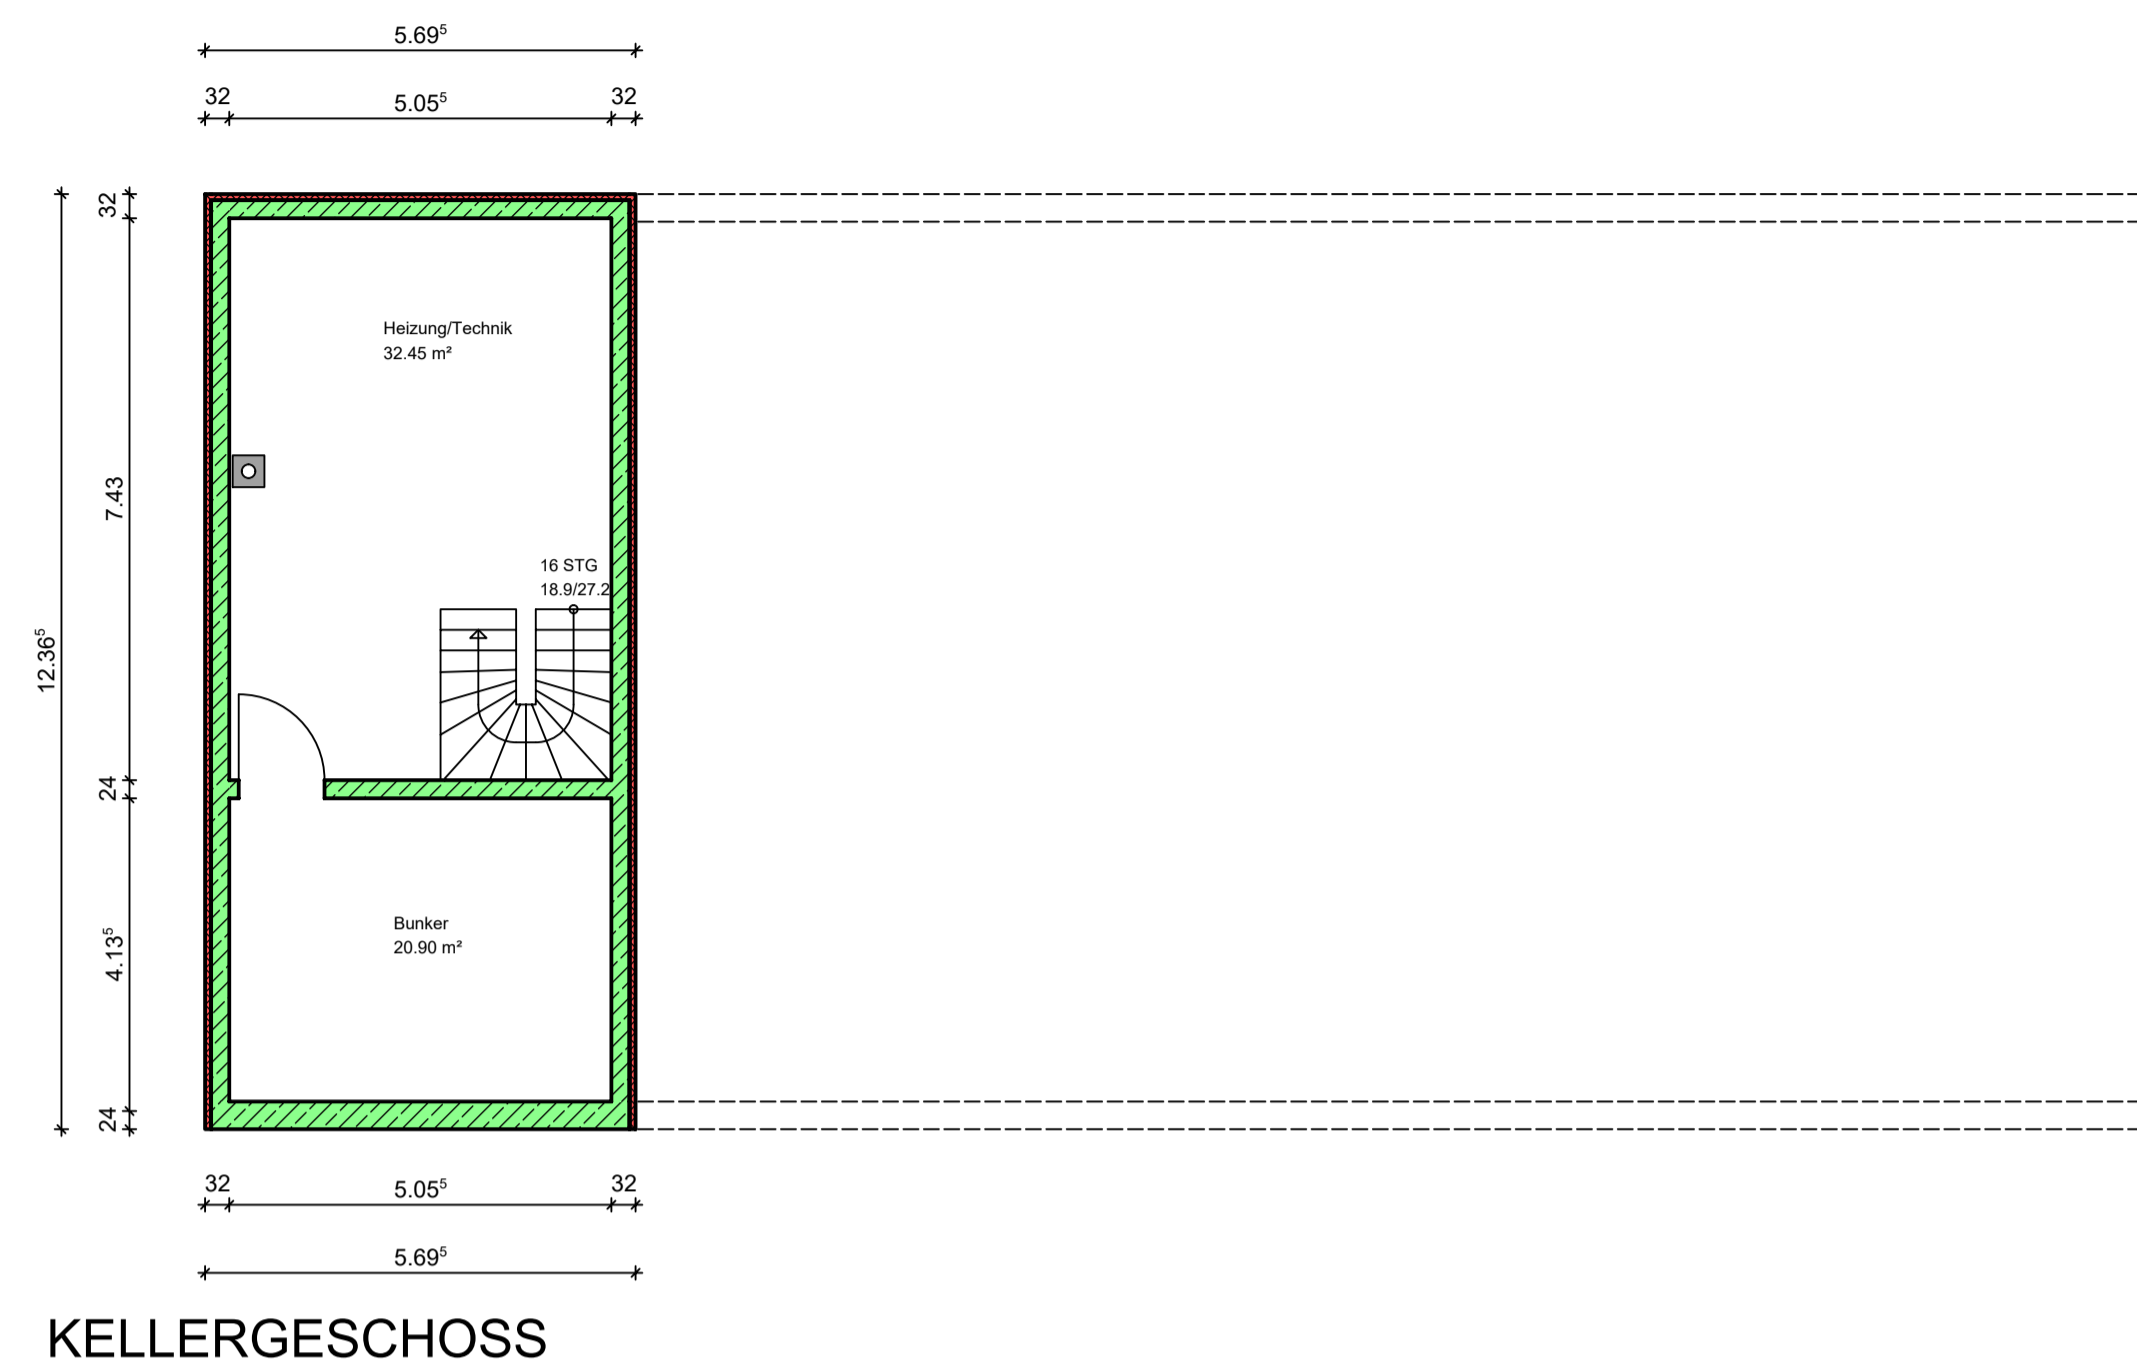 5.69⁵
32 5.05⁵ 32
32
Heizung/Technik
32.45 m²
7.43
16 STG
18.9/27.2
12.36⁵
24
Bunker
20.90 m²
4.13⁵
24
32 5.05⁵ 32
5.69⁵
KELLERGESCHOSS